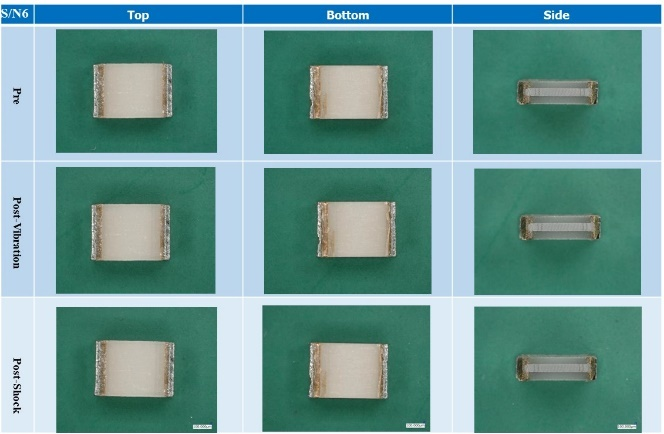 S/N6 Top Bottom Side
Pre
Post-Vibration
Post-Shock